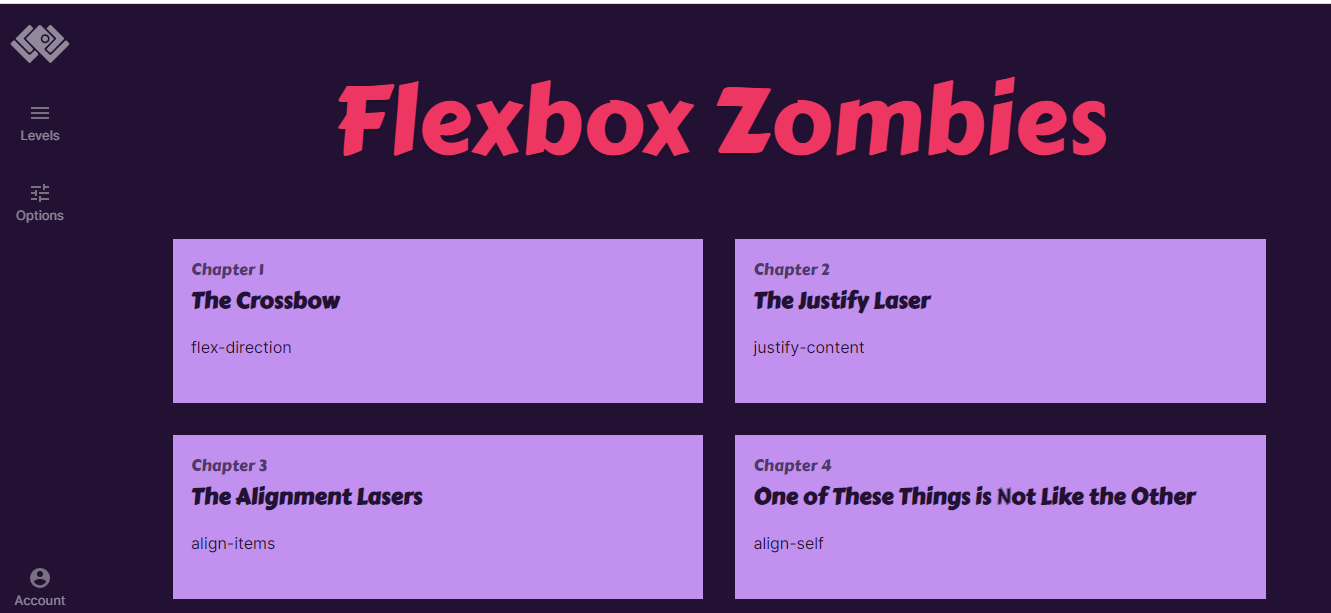 Levels
Options
Account
Flexbox Zombies
Chapter 1
The Crossbow
flex-direction
Chapter 2
The Justify Laser
justify-content
Chapter 3
The Alignment Lasers
align-items
Chapter 4
One of These Things is Not Like the Other
align-self